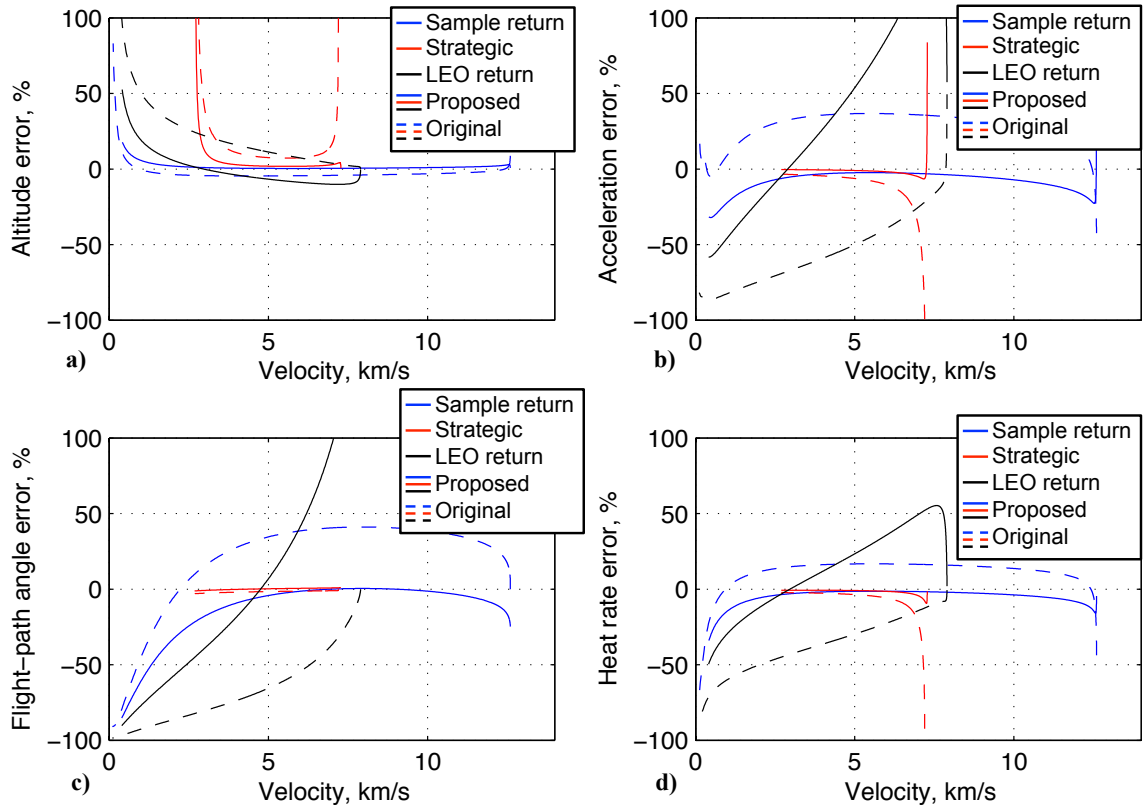 100
50
0
−50
−100
0
5
10
Altitude error, %
Velocity, km/s
a)
Sample return
Strategic
LEO return
Proposed
Original
100
50
0
−50
−100
0
5
10
Acceleration error, %
Velocity, km/s
b)
Sample return
Strategic
LEO return
Proposed
Original
100
50
0
−50
−100
0
5
10
Flight−path angle error, %
Velocity, km/s
c)
Sample return
Strategic
LEO return
Proposed
Original
100
50
0
−50
−100
0
5
10
Heat rate error, %
Velocity, km/s
d)
Sample return
Strategic
LEO return
Proposed
Original